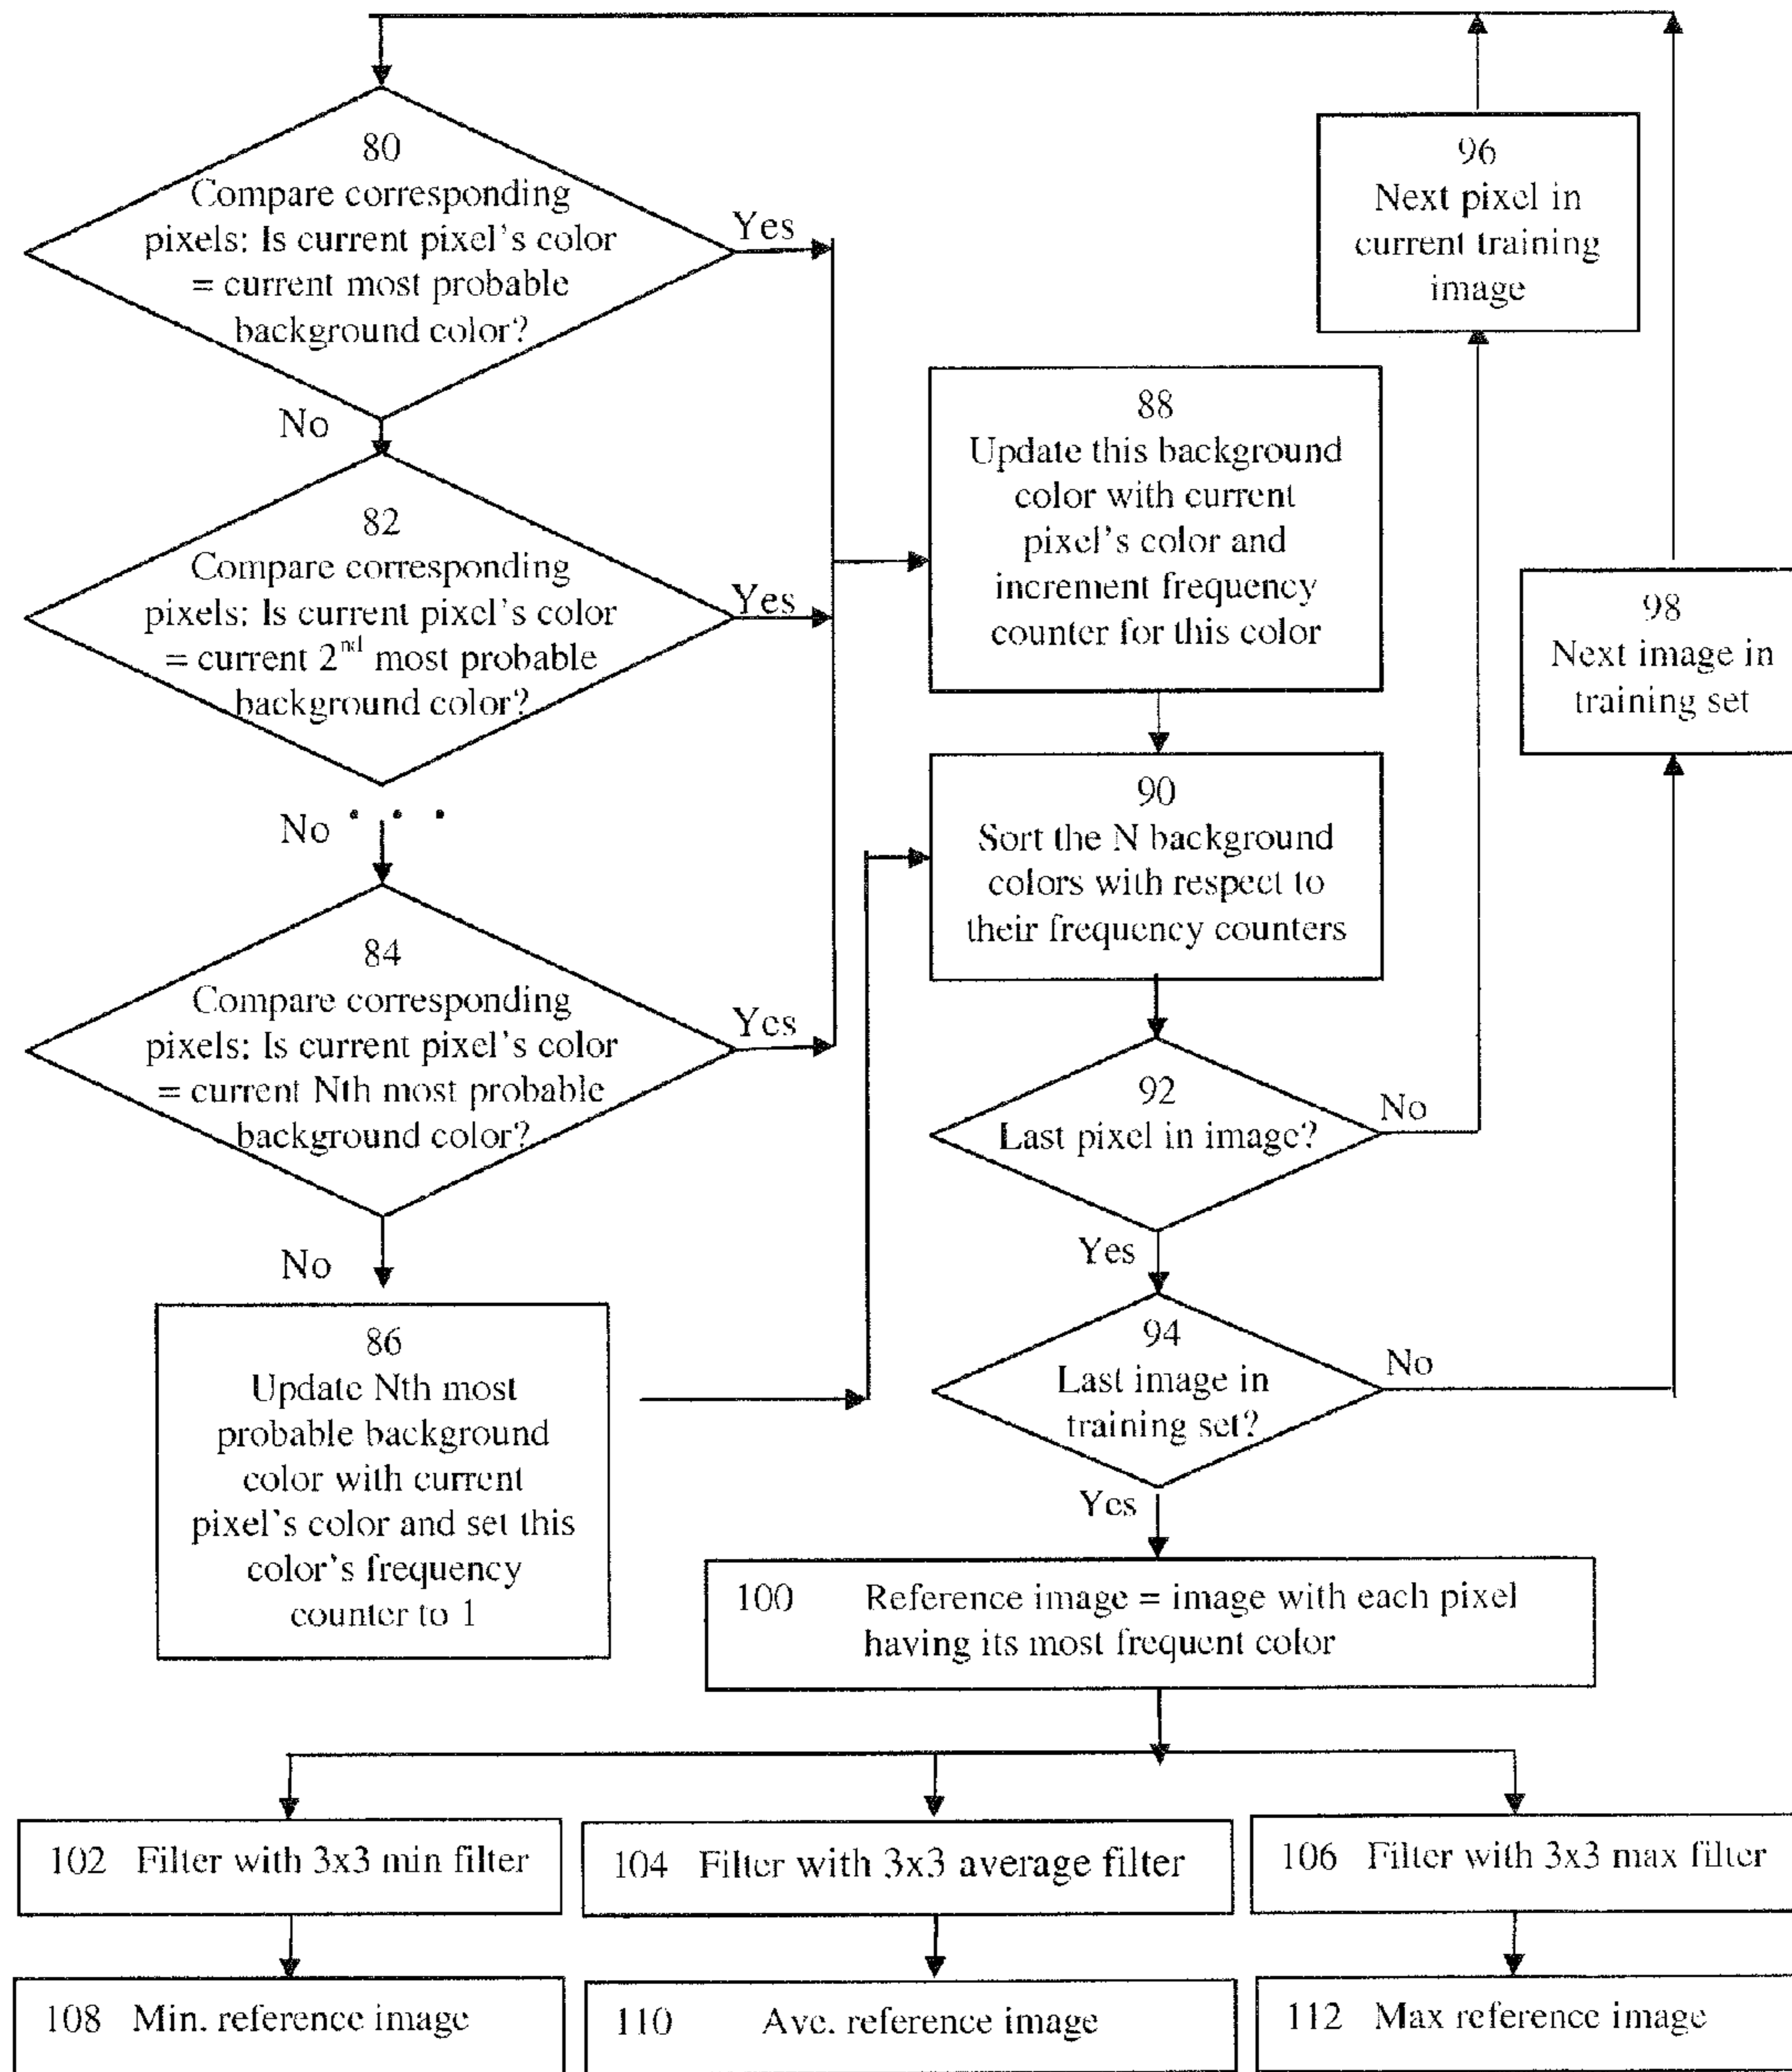 80
Compare corresponding
pixels: Is current pixel's color
= current most probable
background color?
Yes
No
82
Compare corresponding
pixels: Is current pixel's color
= current 2nd most probable
background color?
Yes
No . . .
84
Compare corresponding
pixels: Is current pixel's color
= current Nth most probable
background color?
Yes
No
86
Update Nth most
probable background
color with current
pixel's color and set this
color's frequency
counter to 1
88
Update this background
color with current
pixel's color and
increment frequency
counter for this color
90
Sort the N background
colors with respect to
their frequency counters
92
Last pixel in image?
No
Yes
94
Last image in
training set?
No
Yes
96
Next pixel in
current training
image
98
Next image in
training set
100 Reference image = image with each pixel
having its most frequent color
102 Filter with 3x3 min filter
104 Filter with 3x3 average filter
106 Filter with 3x3 max filter
108 Min. reference image
110 Ave. reference image
112 Max reference image